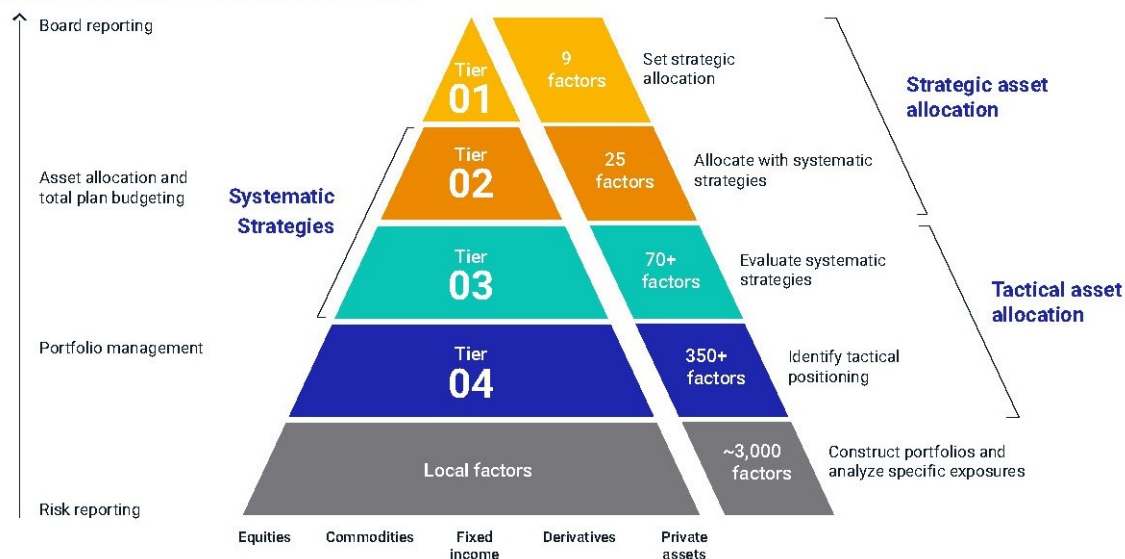 Board reporting
Tier
01
9
factors
Set strategic
allocation
Strategic asset
allocation
Asset allocation and
total plan budgeting
Systematic
Strategies
Tier
02
25
factors
Allocate with systematic
strategies
Tier
03
70+
factors
Evaluate systematic
strategies
Tactical asset
allocation
Portfolio management
Tier
04
350+
factors
Identify tactical
positioning
Local factors
~3,000
factors
Construct portfolios and
analyze specific exposures
Risk reporting
Equities
Commodities
Fixed
income
Derivatives
Private
assets